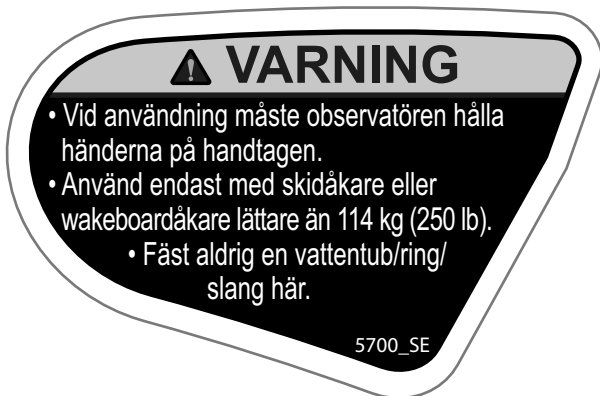 VARNING
• Vid användning måste observatören hålla
händerna på handtagen.
• Använd endast med skidåkare eller
wakeboardåkare lättare än 114 kg (250 lb).
• Fäst aldrig en vattentub/ring/
slang här.
5700_SE